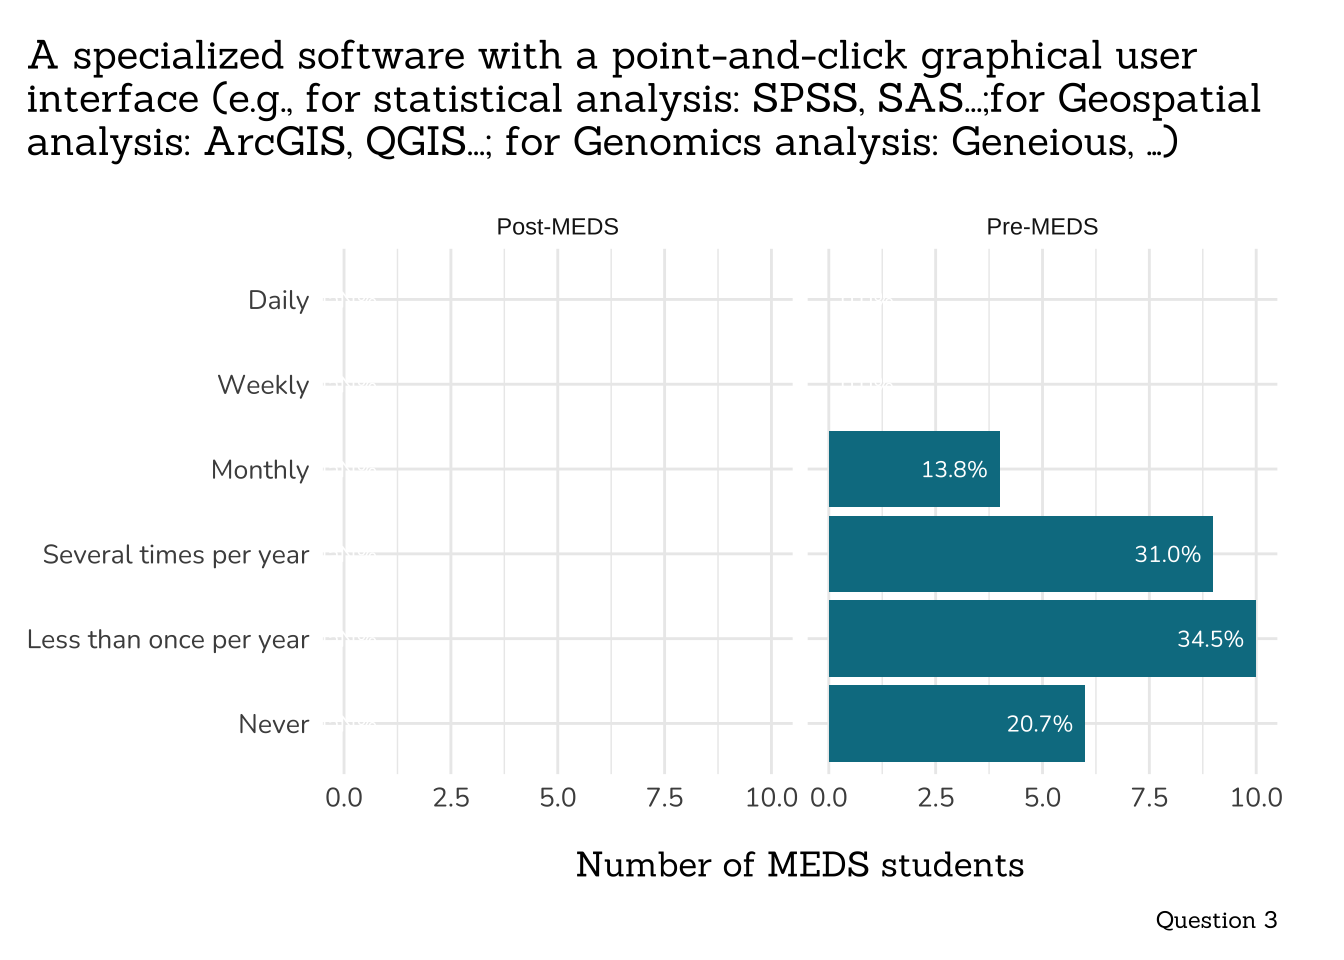 A specialized software with a point-and-click graphical user
interface (e.g., for statistical analysis: SPSS, SAS...;for Geospatial
analysis: ArcGIS, QGIS...; for Genomics analysis: Geneious, ...)
Post-MEDS
Pre-MEDS
Daily
Weekly
Monthly
13.8%
Several times per year
31.0%
Less than once per year
34.5%
Never
20.7%
0.0 2.5 5.0 7.5 10.0 0.0 2.5 5.0 7.5 10.0
Number of MEDS students
Question 3